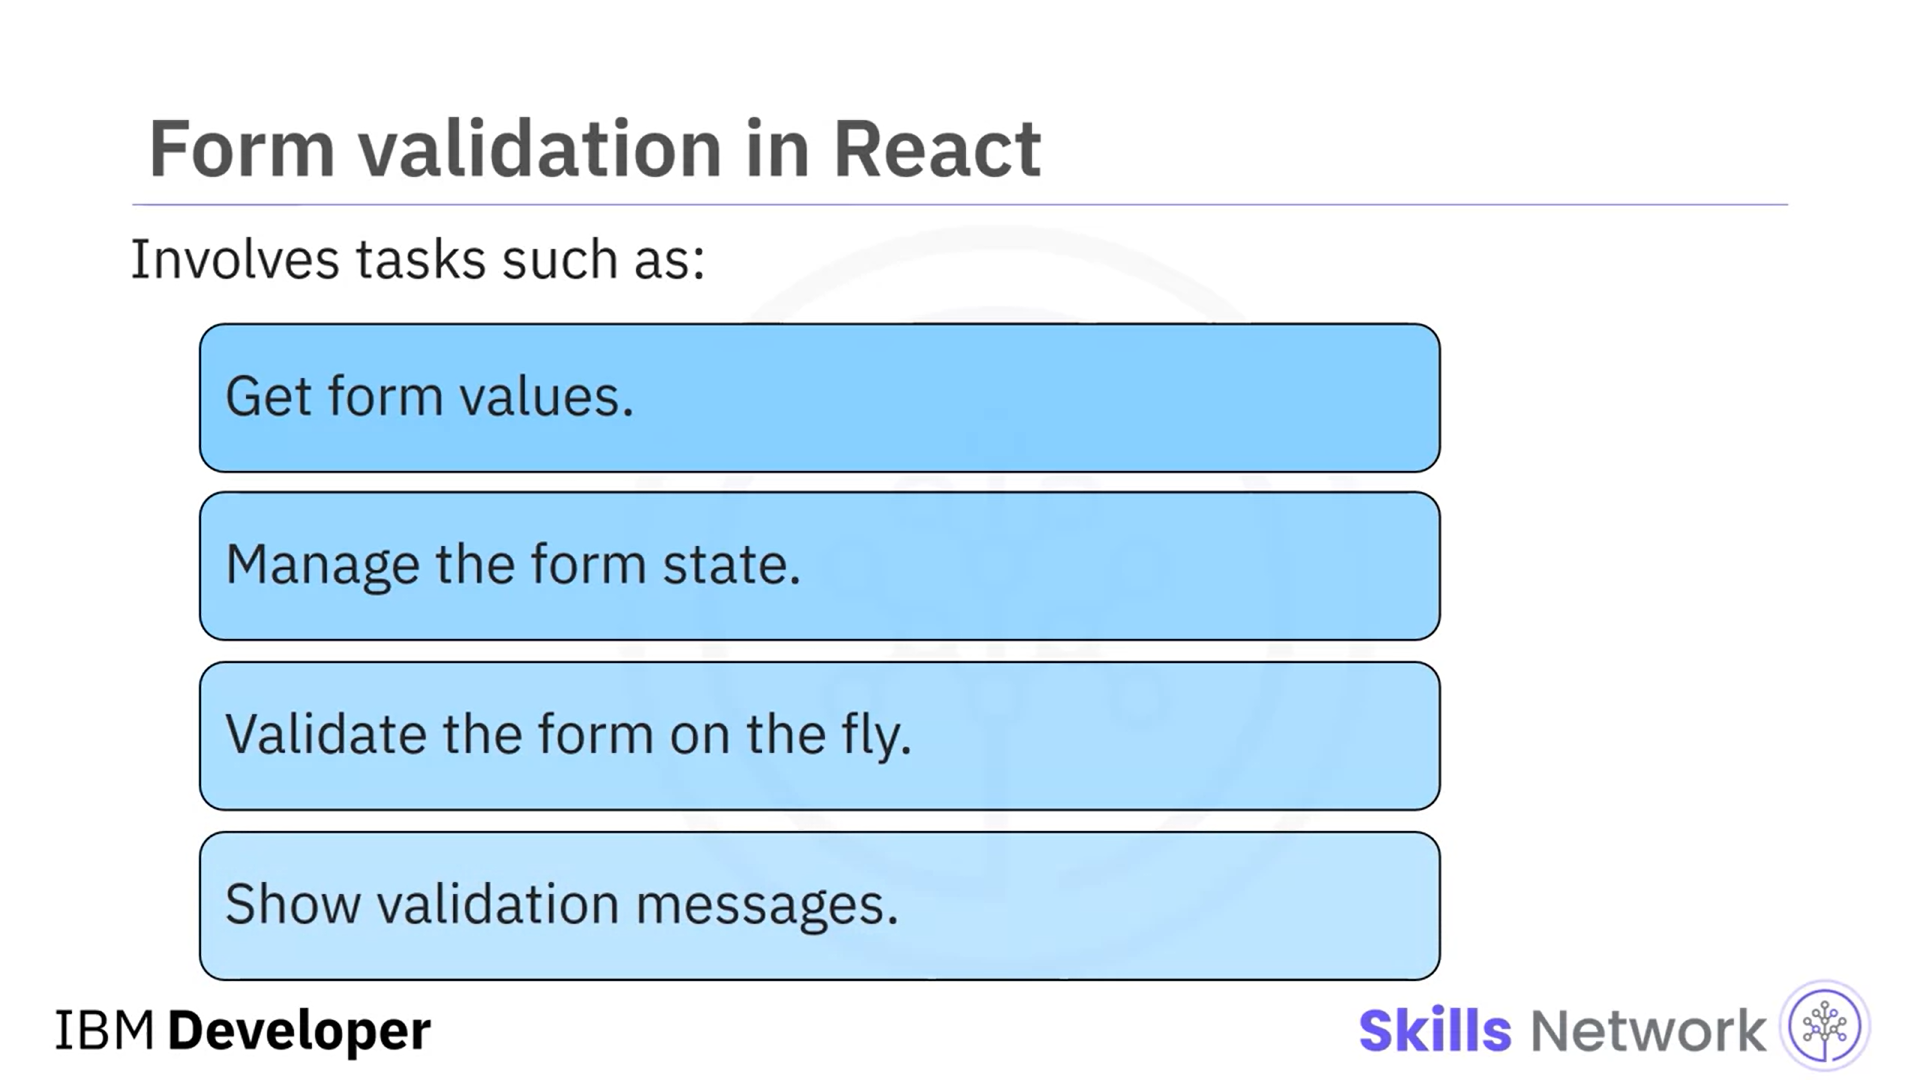 Form validation in React
Involves tasks such as:
Get form values.
Manage the form state.
Validate the form on the fly.
Show validation messages.
IBM Developer
Skills Network